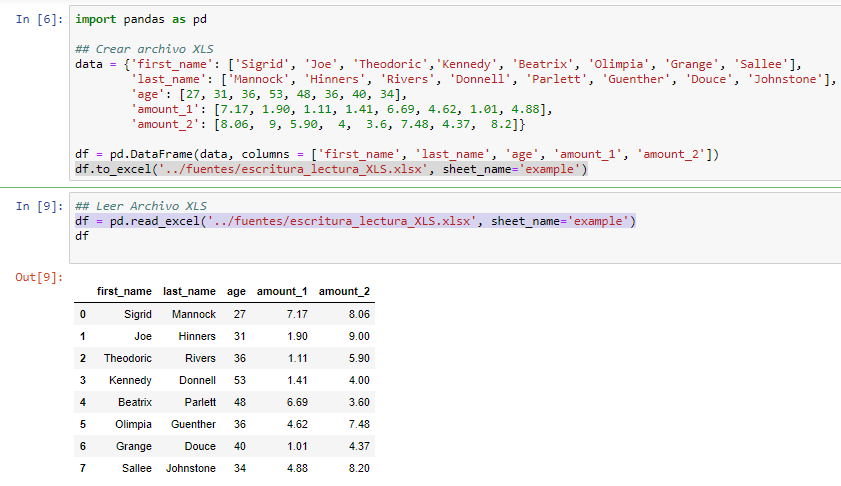 In [6]: import pandas as pd
## Crear archivo XLS
data = {'first_name': ['Sigrid', 'Joe', 'Theodoric','Kennedy', 'Beatrix', 'Olimpia', 'Grange', 'Sallee'],
'last_name': ['Mannock', 'Hinners', 'Rivers', 'Donnell', 'Parlett', 'Guenther', 'Douce', 'Johnstone'],
'age': [27, 31, 36, 53, 48, 36, 40, 34],
'amount_1': [7.17, 1.90, 1.11, 1.41, 6.69, 4.62, 1.01, 4.88],
'amount_2': [8.06,  9, 5.90,  4,  3.6, 7.48, 4.37,  8.2]}
df = pd.DataFrame(data, columns = ['first_name', 'last_name', 'age', 'amount_1', 'amount_2'])
df.to_excel('../fuentes/escritura_lectura_XLS.xlsx', sheet_name='example')
In [9]: ## Leer Archivo XLS
df = pd.read_excel('../fuentes/escritura_lectura_XLS.xlsx', sheet_name='example')
df
Out[9]:
first_name last_name age amount_1 amount_2
0 Sigrid Mannock 27 7.17 8.06
1 Joe Hinners 31 1.90 9.00
2 Theodoric Rivers 36 1.11 5.90
3 Kennedy Donnell 53 1.41 4.00
4 Beatrix Parlett 48 6.69 3.60
5 Olimpia Guenther 36 4.62 7.48
6 Grange Douce 40 1.01 4.37
7 Sallee Johnstone 34 4.88 8.20